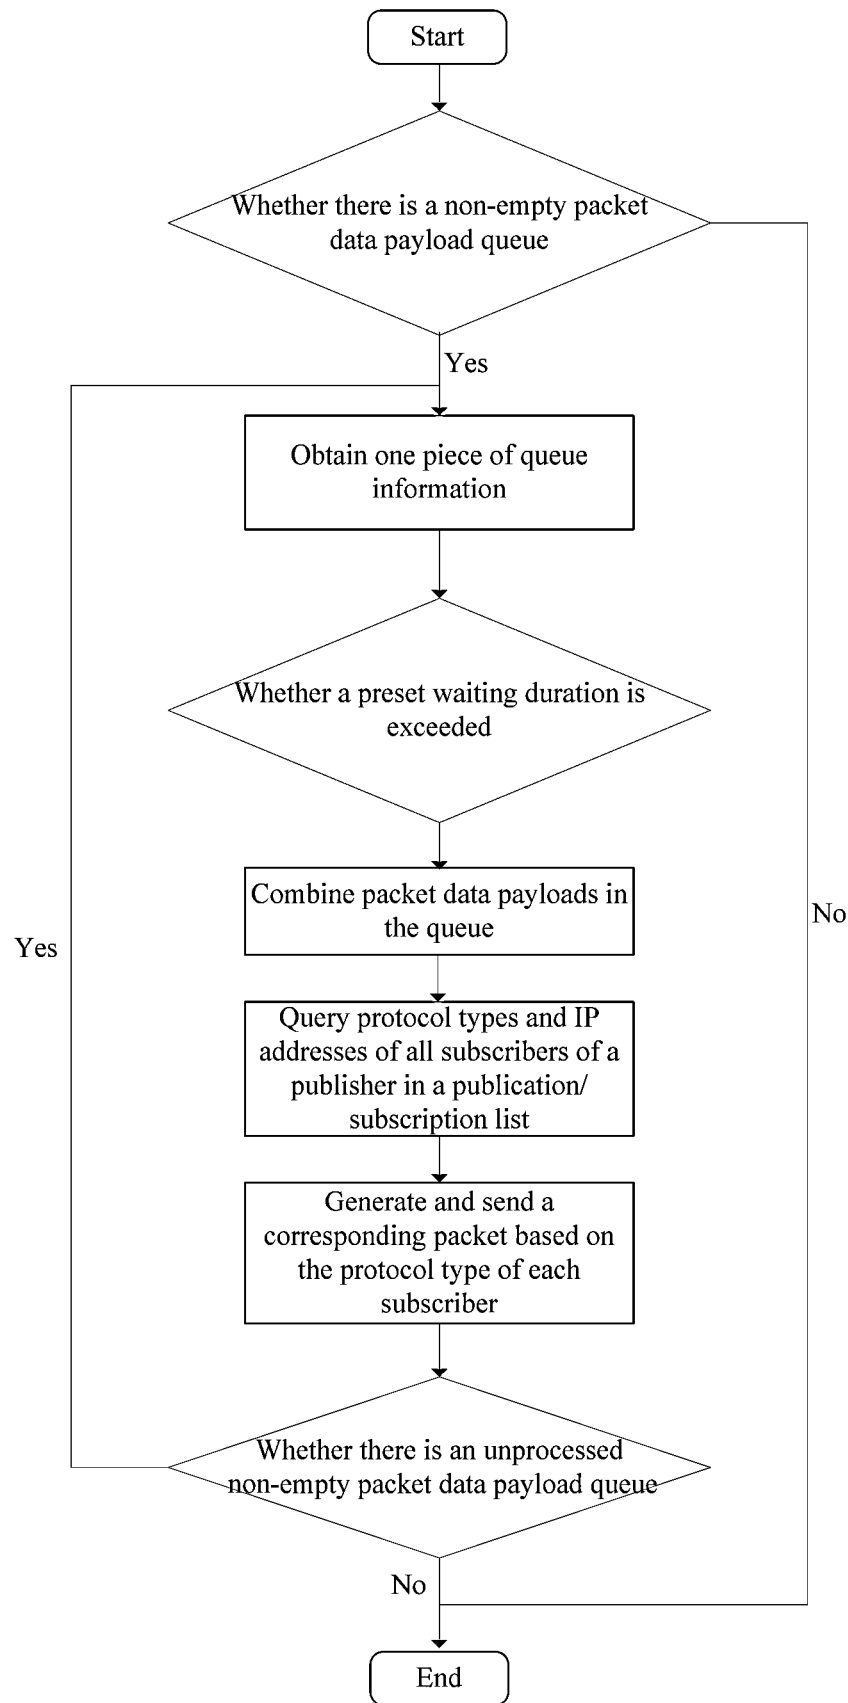 Start
Whether there is a non-empty packet
data payload queue
Yes
Obtain one piece of queue
information
Whether a preset waiting duration is
exceeded
Combine packet data payloads in
the queue
No
Yes
Query protocol types and IP
addresses of all subscribers of a
publisher in a publication/
subscription list
Generate and send a
corresponding packet based on
the protocol type of each
subscriber
Whether there is an unprocessed
non-empty packet data payload queue
No
End